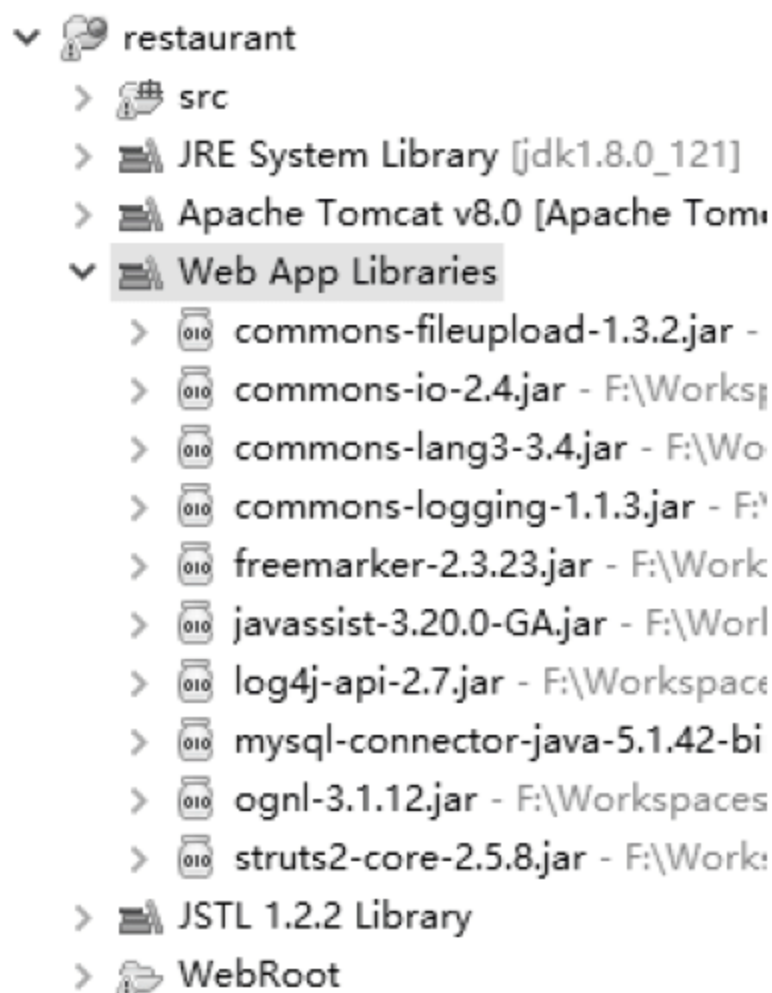 restaurant
src
JRE System Library [jdk1.8.0_121]
Apache Tomcat v8.0 [Apache Tom
Web App Libraries
commons-fileupload-1.3.2.jar -
commons-io-2.4.jar - F:\Worksp
commons-lang3-3.4.jar - F:\Wo
commons-logging-1.1.3.jar - F:\
freemarker-2.3.23.jar - F:\Work
javassist-3.20.0-GA.jar - F:\Worl
log4j-api-2.7.jar - F:\Workspace
mysql-connector-java-5.1.42-bi
ognl-3.1.12.jar - F:\Workspaces
struts2-core-2.5.8.jar - F:\Works
JSTL 1.2.2 Library
WebRoot